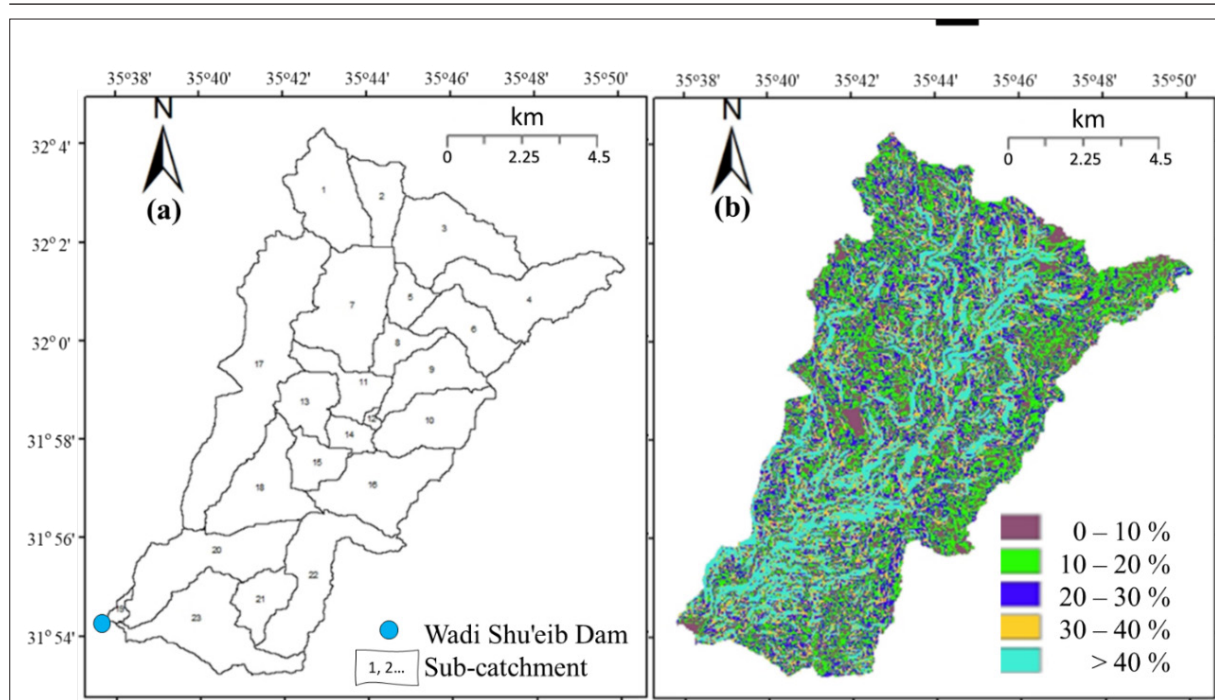 35°38' 35°40' 35°42' 35°44' 35°46' 35°48' 35°50'
N
km
0 2.25 4.5
(a)
32° 4'
32° 2'
32° 0'
31° 58'
31° 56'
31° 54'
1
2
3
4
5
6
7
8
9
10
11
12
13
14
15
16
17
18
19
20
21
22
23
Wadi Shu'eib Dam
1, 2... Sub-catchment
35°38' 35°40' 35°42' 35°44' 35°46' 35°48' 35°50'
N
km
0 2.25 4.5
(b)
0 – 10 %
10 – 20 %
20 – 30 %
30 – 40 %
> 40 %